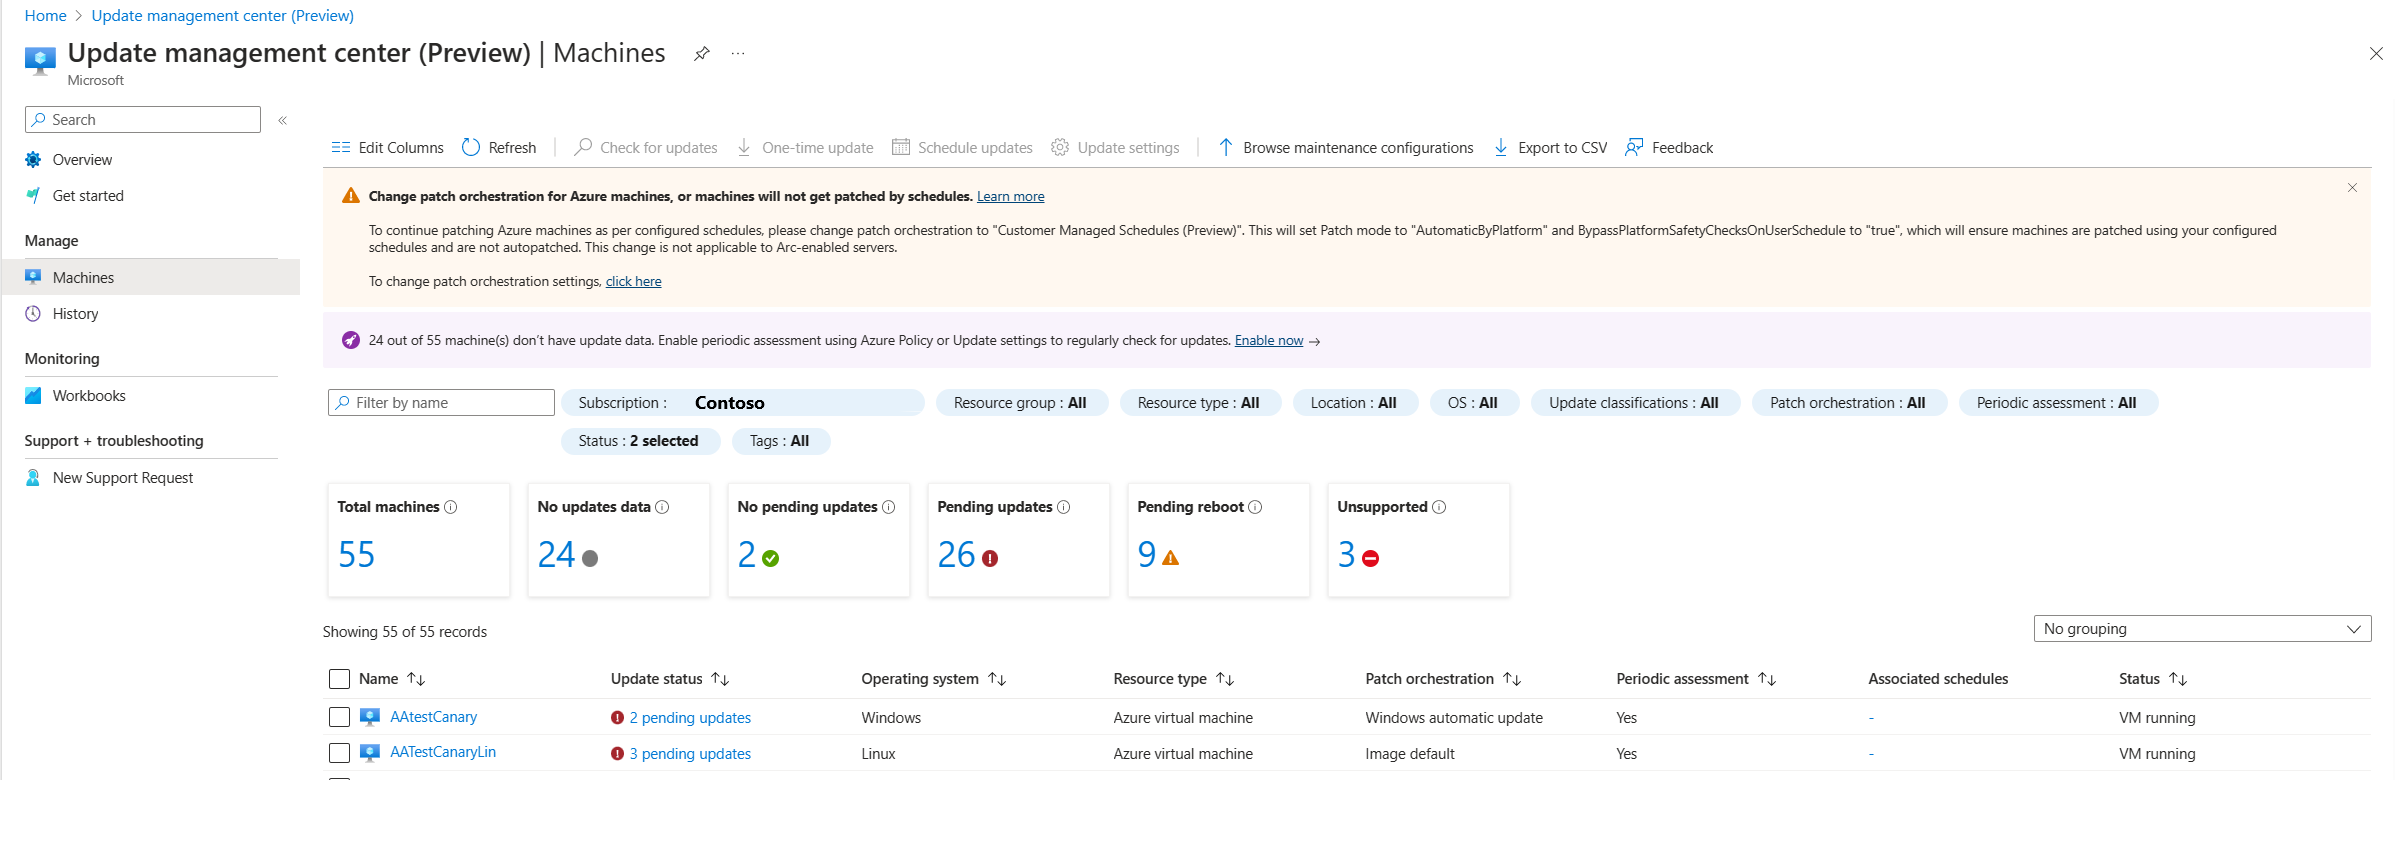 Home > Update management center (Preview)
Update management center (Preview) | Machines
Microsoft
Search
Overview
Get started
Manage
Machines
History
Monitoring
Workbooks
Support + troubleshooting
New Support Request
Edit Columns Refresh Check for updates One-time update Schedule updates Update settings Browse maintenance configurations Export to CSV Feedback
Change patch orchestration for Azure machines, or machines will not get patched by schedules. Learn more
To continue patching Azure machines as per configured schedules, please change patch orchestration to "Customer Managed Schedules (Preview)". This will set Patch mode to "AutomaticByPlatform" and BypassPlatformSafetyChecksOnUserSchedule to "true", which will ensure machines are patched using your configured
schedules and are not autopatched. This change is not applicable to Arc-enabled servers.
To change patch orchestration settings, click here
24 out of 55 machine(s) don't have update data. Enable periodic assessment using Azure Policy or Update settings to regularly check for updates. Enable now →
Filter by name Subscription : Contoso Resource group : All Resource type : All Location : All OS : All Update classifications : All Patch orchestration : All Periodic assessment : All
Status : 2 selected Tags : All
Total machines No updates data No pending updates Pending updates Pending reboot Unsupported
55 24 2 26 9 3
Showing 55 of 55 records
No grouping
Name Update status Operating system Resource type Patch orchestration Periodic assessment Associated schedules Status
AAtestCanary 2 pending updates Windows Azure virtual machine Windows automatic update Yes - VM running
AATestCanaryLin 3 pending updates Linux Azure virtual machine Image default Yes - VM running